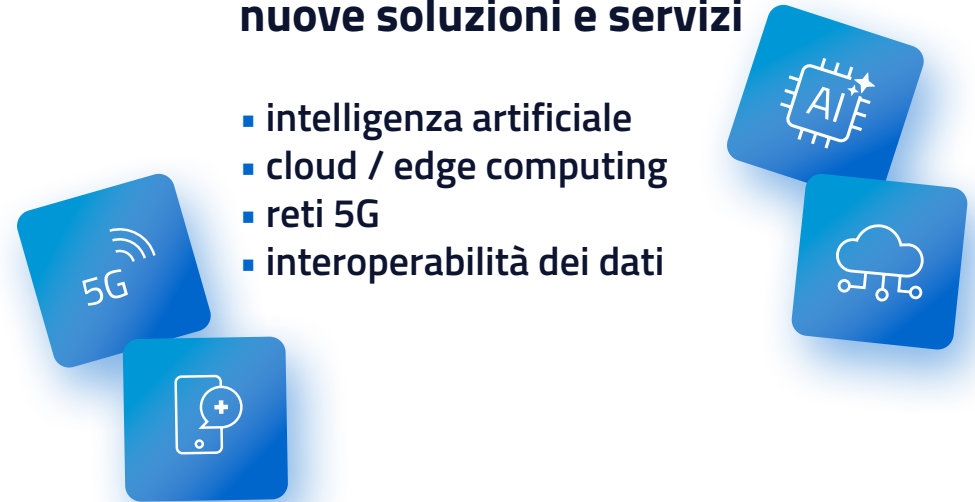 nuove soluzioni e servizi
AI
▪ intelligenza artificiale
▪ cloud / edge computing
▪ reti 5G
▪ interoperabilità dei dati
5G